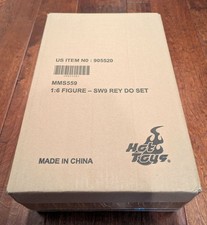 US ITEM NO : 905520
MMS559
1:6 FIGURE – SW9 REY DO SET
Hot
Toys
MADE IN CHINA